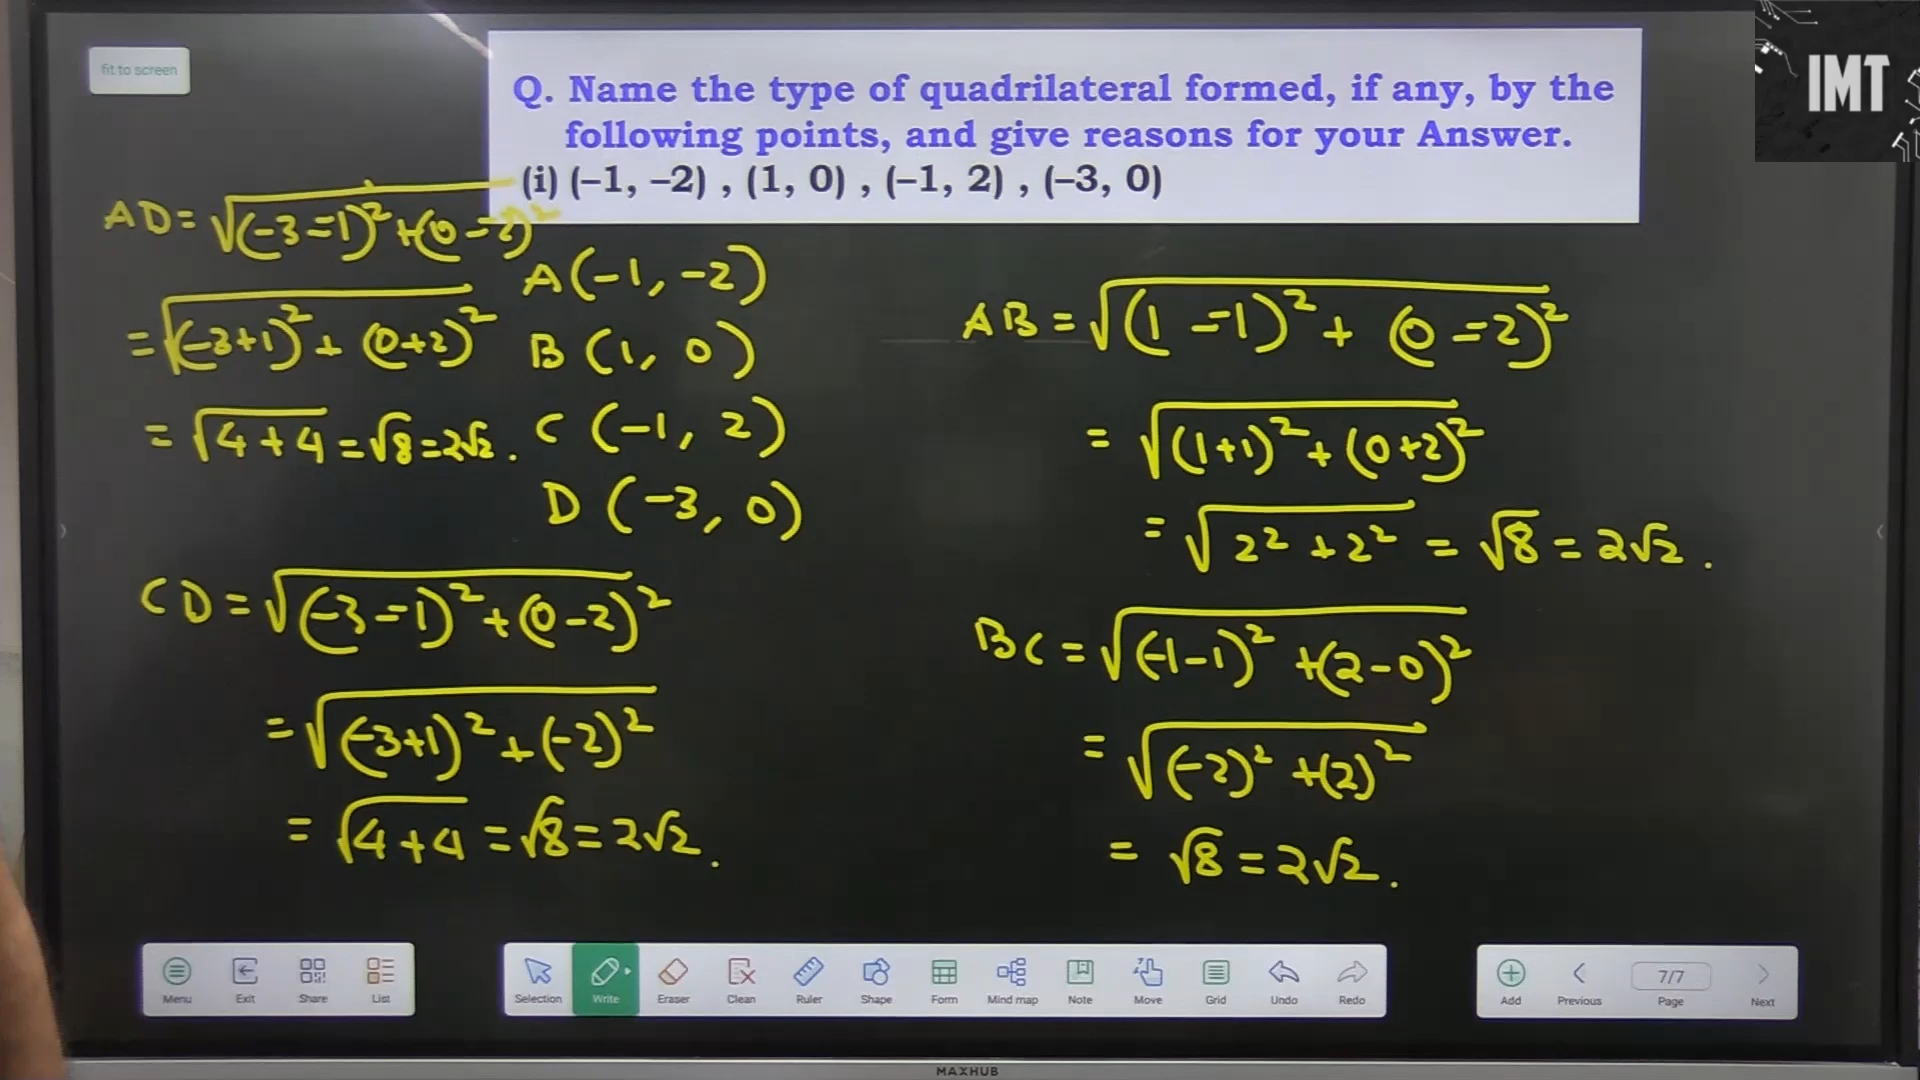 fit to screen
IMT
Q. Name the type of quadrilateral formed, if any, by the
following points, and give reasons for your Answer.
(i) (–1, –2) , (1, 0) , (–1, 2) , (–3, 0)
AD = √(-3--1)² + (0--2)²
= √(-3+1)² + (0+2)²
= √4+4 = √8 = 2√2 .
A (-1, -2)
B (1, 0)
C (-1, 2)
D (-3, 0)
CD = √(-3--1)² + (0-2)²
= √(-3+1)² + (-2)²
= √4+4 = √8 = 2√2 .
AB = √(1--1)² + (0--2)²
= √(1+1)² + (0+2)²
= √2² + 2² = √8 = 2√2 .
BC = √(-1-1)² + (2-0)²
= √(-2)² + (2)²
= √8 = 2√2 .
Menu Exit Share List
Selection Write Eraser Clean Ruler Shape Form Mind map Note Move Grid Undo Redo
7/7
Add Previous Page Next
MAXHUB